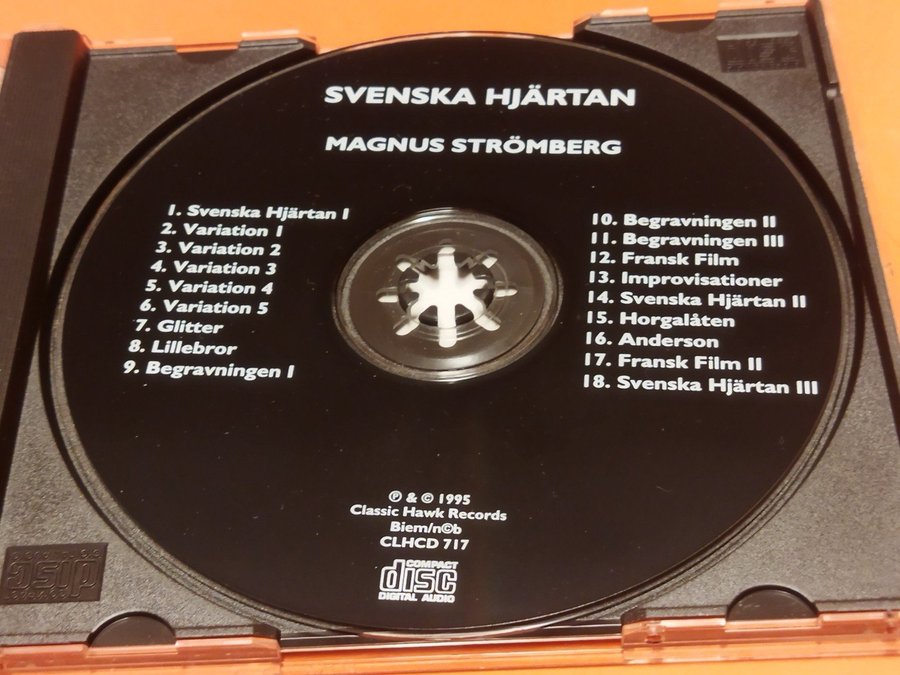 SVENSKA HJÄRTAN
MAGNUS STRÖMBERG
1. Svenska Hjärtan I
2. Variation 1
3. Variation 2
4. Variation 3
5. Variation 4
6. Variation 5
7. Glitter
8. Lillebror
9. Begravningen I
10. Begravningen II
11. Begravningen III
12. Fransk Film
13. Improvisationer
14. Svenska Hjärtan II
15. Horgalåten
16. Anderson
17. Fransk Film II
18. Svenska Hjärtan III
℗ & © 1995
Classic Hawk Records
Biem/n©b
CLHCD 717
COMPACT
disc
DIGITAL AUDIO